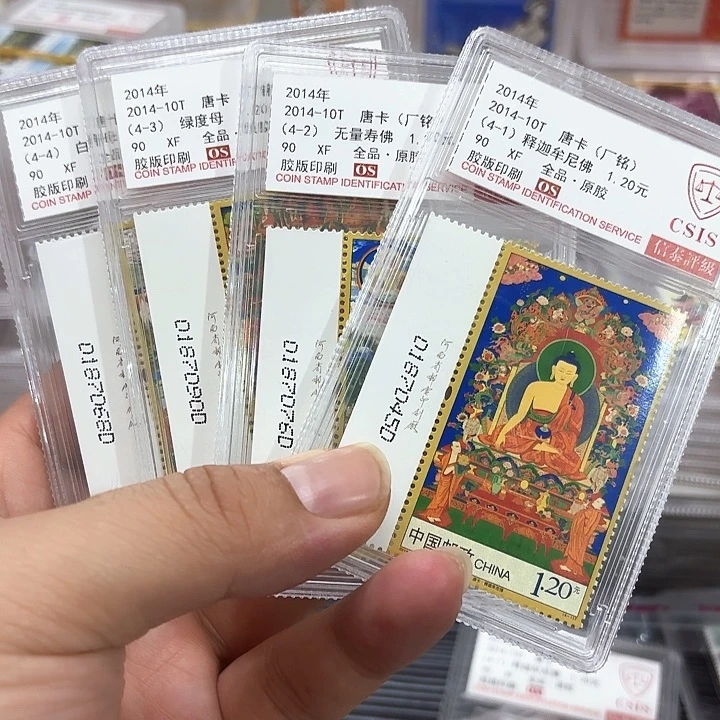 2014年
2014-10T
(4-4) 白
90 XF
胶版印刷
COIN STAMP IDENTIF
01870680
2014年
2014-10T 唐卡
(4-3) 绿度母
90 XF 全品·
胶版印刷 OS
COIN STAMP IDENTIFICAT
01870900
2014年
2014-10T 唐卡（厂铭
(4-2) 无量寿佛 1.
90 XF 全品·原胶
胶版印刷 OS
COIN STAMP IDENTIFICATION SERVICE
01870760
2014年
2014-10T 唐卡（厂铭）
(4-1) 释迦牟尼佛 1.20元
90 XF 全品·原胶
胶版印刷 OS
COIN STAMP IDENTIFICATION SERVICE
CSIS
信泰评級
01870450
中国邮政
CHINA
1.20元
CSIS